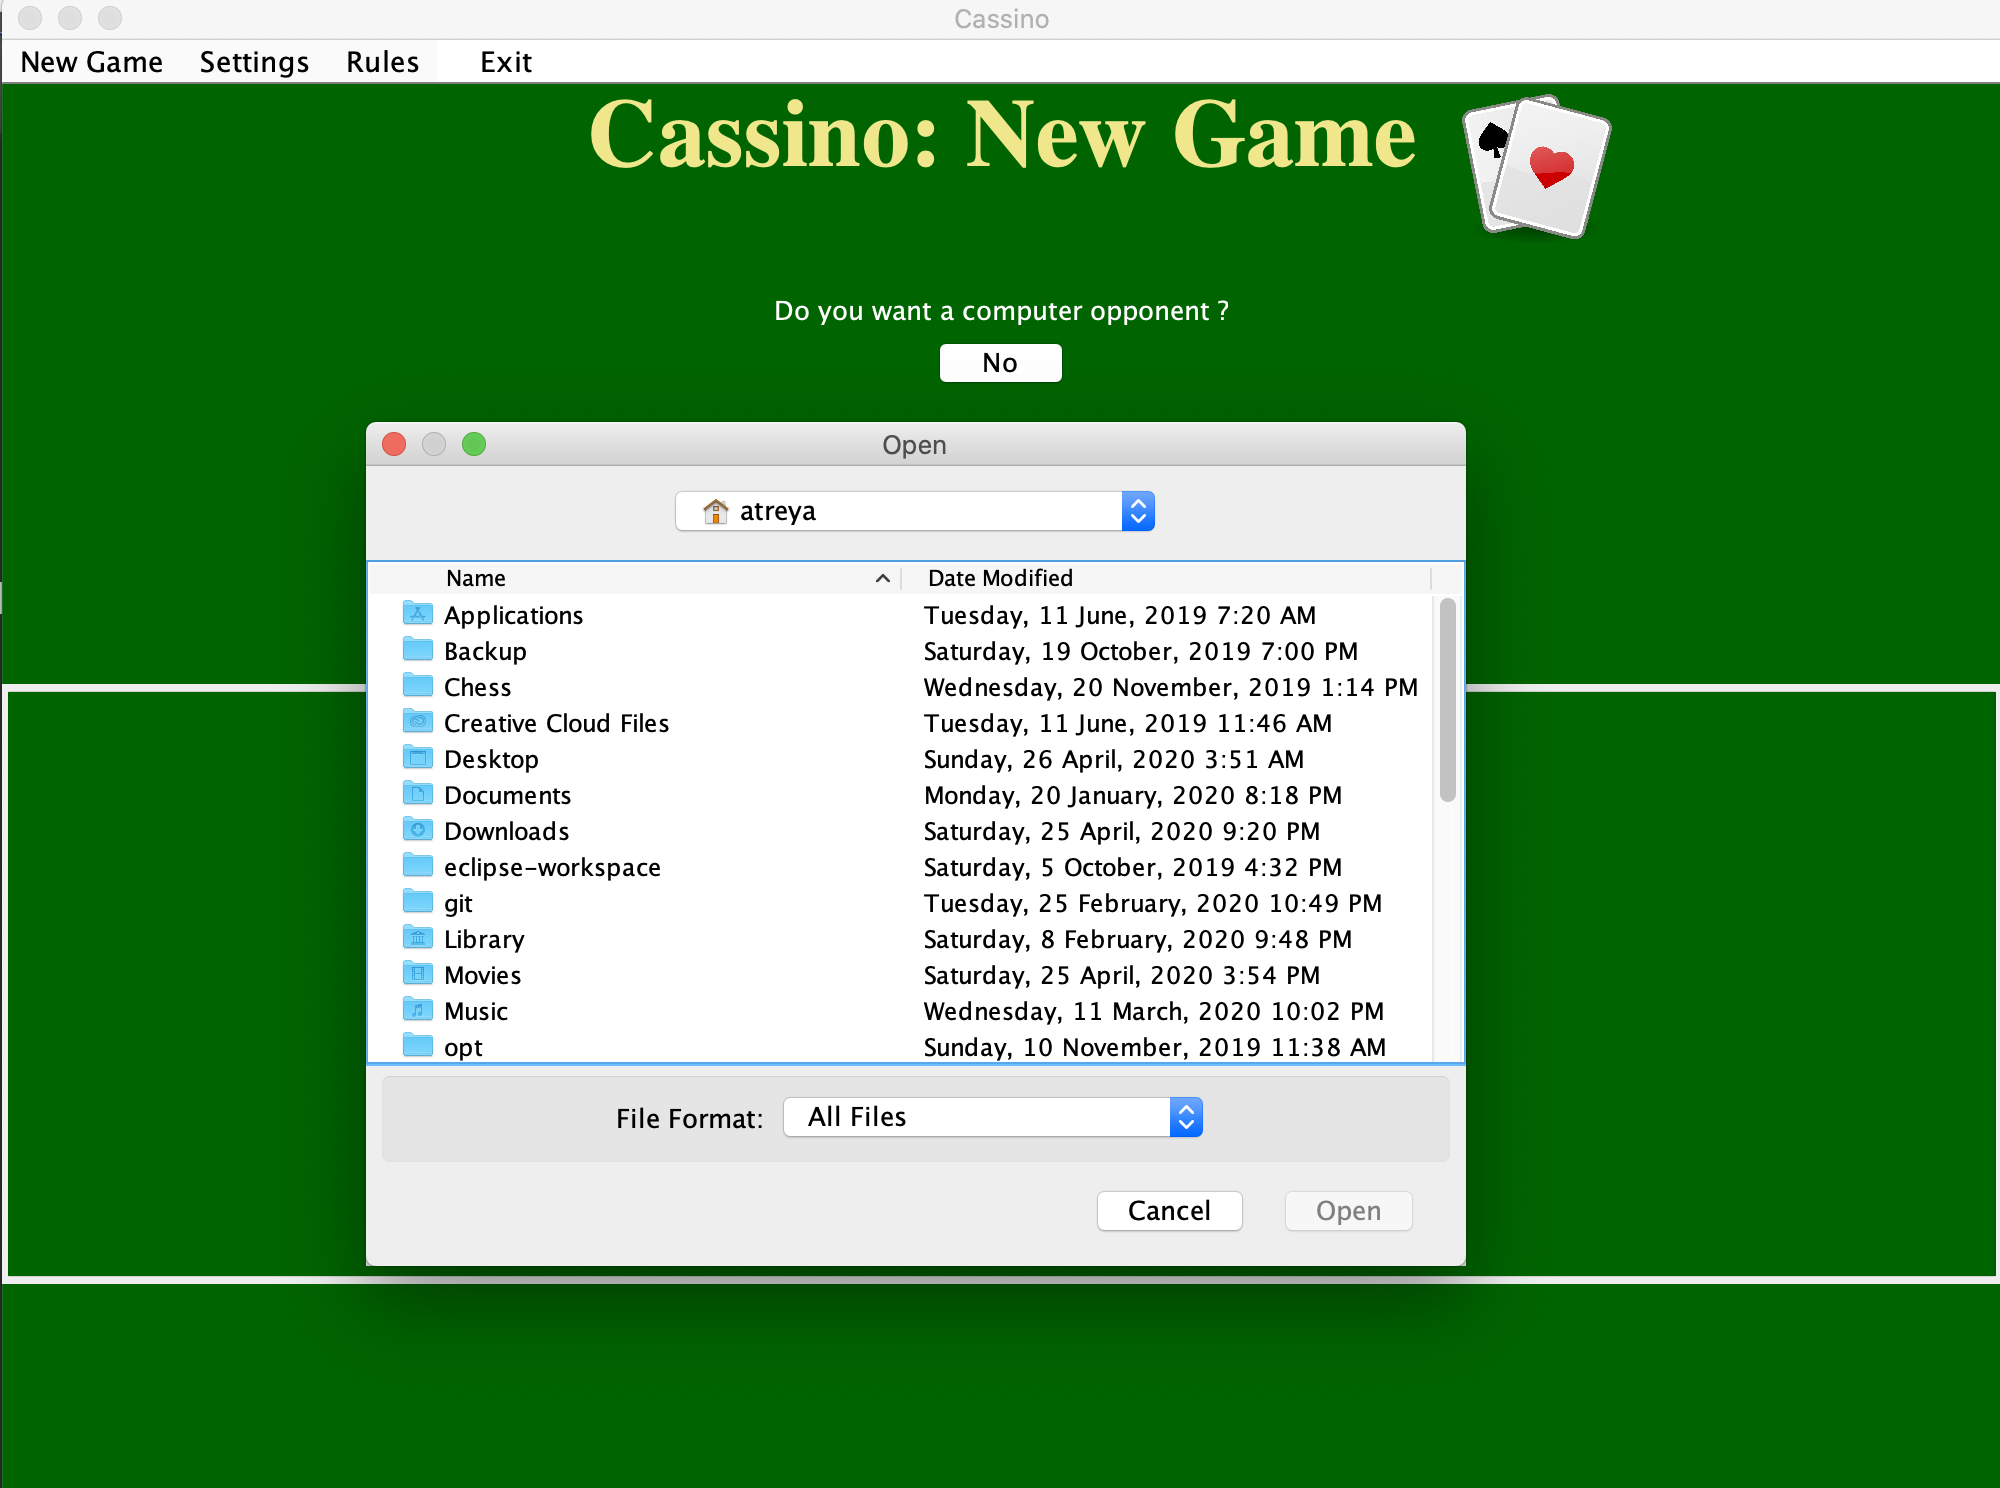 Cassino
New Game Settings Rules Exit
Cassino: New Game
Do you want a computer opponent ?
No
Open
atreya
Name Date Modified
Applications Tuesday, 11 June, 2019 7:20 AM
Backup Saturday, 19 October, 2019 7:00 PM
Chess Wednesday, 20 November, 2019 1:14 PM
Creative Cloud Files Tuesday, 11 June, 2019 11:46 AM
Desktop Sunday, 26 April, 2020 3:51 AM
Documents Monday, 20 January, 2020 8:18 PM
Downloads Saturday, 25 April, 2020 9:20 PM
eclipse-workspace Saturday, 5 October, 2019 4:32 PM
git Tuesday, 25 February, 2020 10:49 PM
Library Saturday, 8 February, 2020 9:48 PM
Movies Saturday, 25 April, 2020 3:54 PM
Music Wednesday, 11 March, 2020 10:02 PM
opt Sunday, 10 November, 2019 11:38 AM
File Format: All Files
Cancel Open